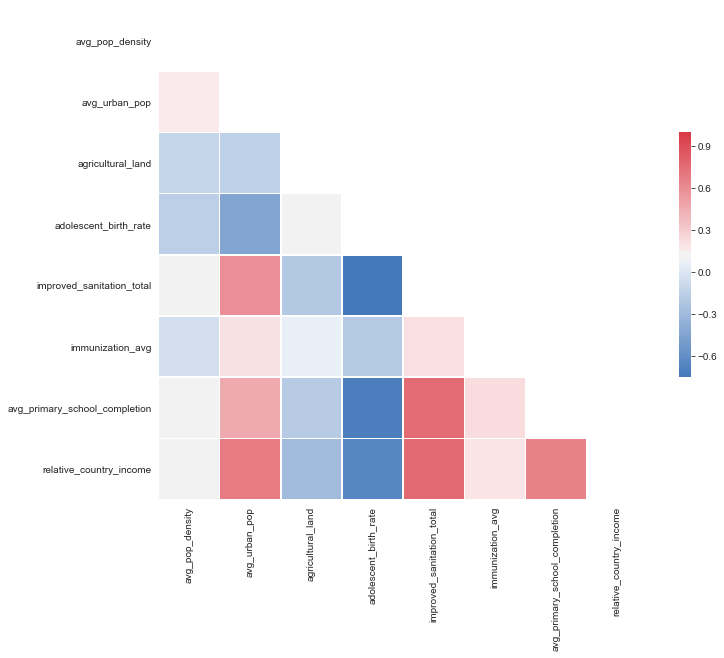 avg_pop_density
avg_urban_pop
agricultural_land
adolescent_birth_rate
improved_sanitation_total
immunization_avg
avg_primary_school_completion
relative_country_income
0.9
0.6
0.3
0.0
−0.3
−0.6
avg_pop_density
avg_urban_pop
agricultural_land
adolescent_birth_rate
improved_sanitation_total
immunization_avg
avg_primary_school_completion
relative_country_income